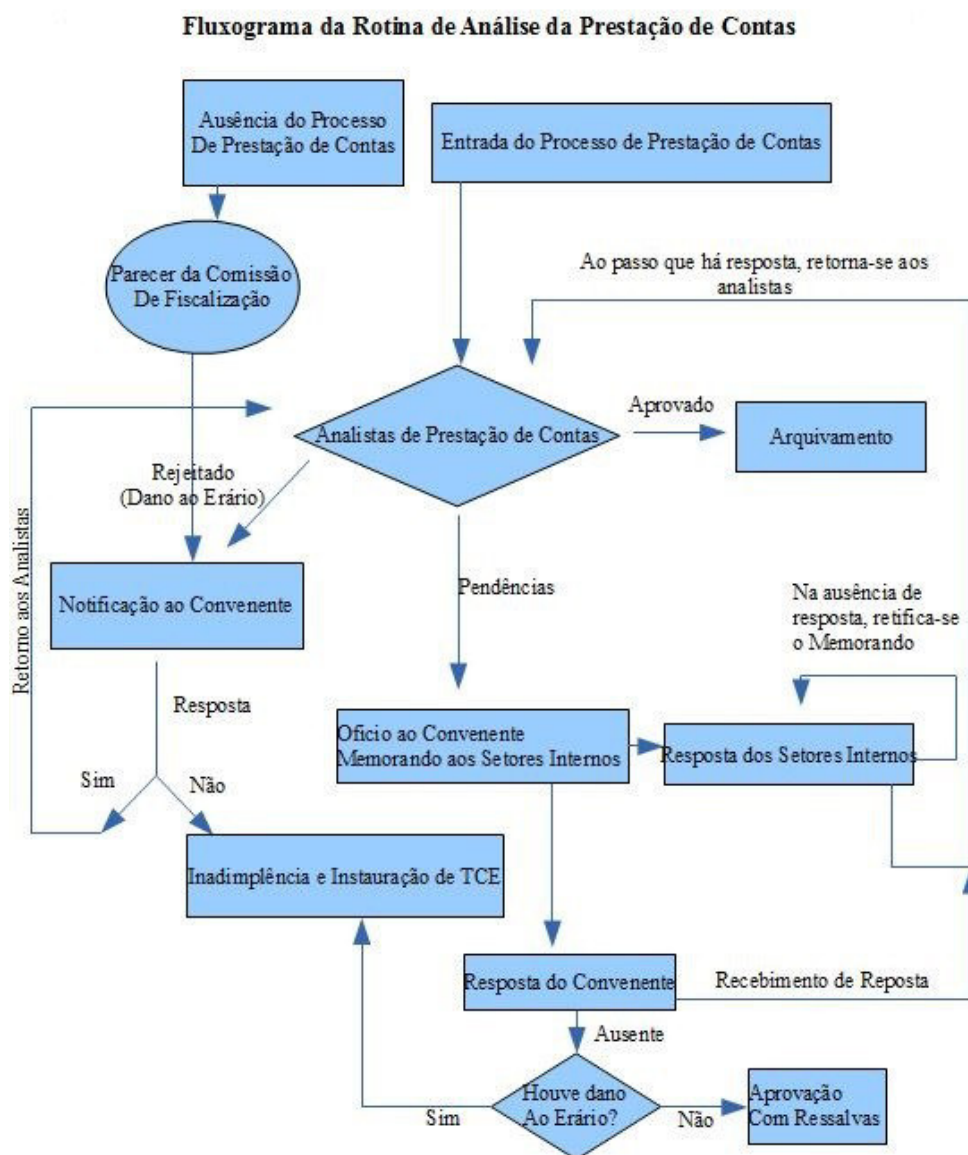 Fluxograma da Rotina de Análise da Prestação de Contas
Ausência do Processo
De Prestação de Contas
Entrada do Processo de Prestação de Contas
Parecer da Comissão
De Fiscalização
Ao passo que há resposta, retorna-se aos
analistas
Analistas de Prestação de Contas
Aprovado
Arquivamento
Rejeitado
(Dano ao Erário)
Retorno aos Analistas
Notificação ao Convenente
Pendências
Na ausência de
resposta, retifica-se
o Memorando
Resposta
Oficio ao Convenente
Memorando aos Setores Internos
Resposta dos Setores Internos
Sim
Não
Inadimplência e Instauração de TCE
Resposta do Convenente
Recebimento de Reposta
Ausente
Houve dano
Ao Erário?
Sim
Não
Aprovação
Com Ressalvas